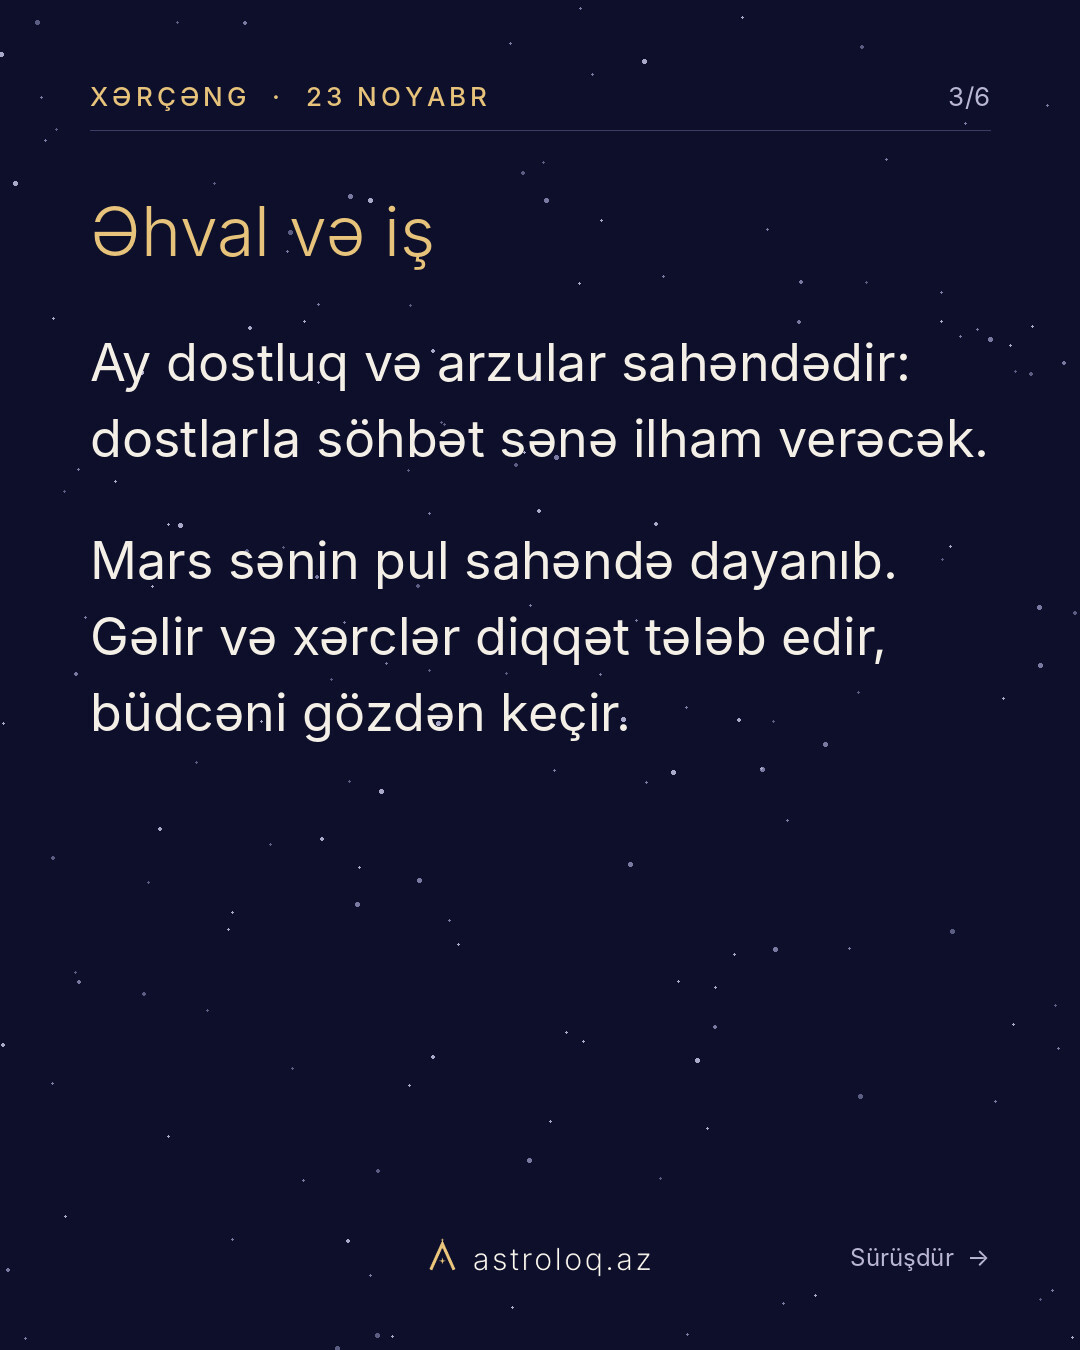 XƏRÇƏNG · 23 NOYABR
3/6
Əhval və iş
Ay dostluq və arzular sahəndədir:
dostlarla söhbət sənə ilham verəcək.
Mars sənin pul sahəndə dayanıb.
Gəlir və xərclər diqqət tələb edir,
büdcəni gözdən keçir.
astroloq.az
Sürüşdür →